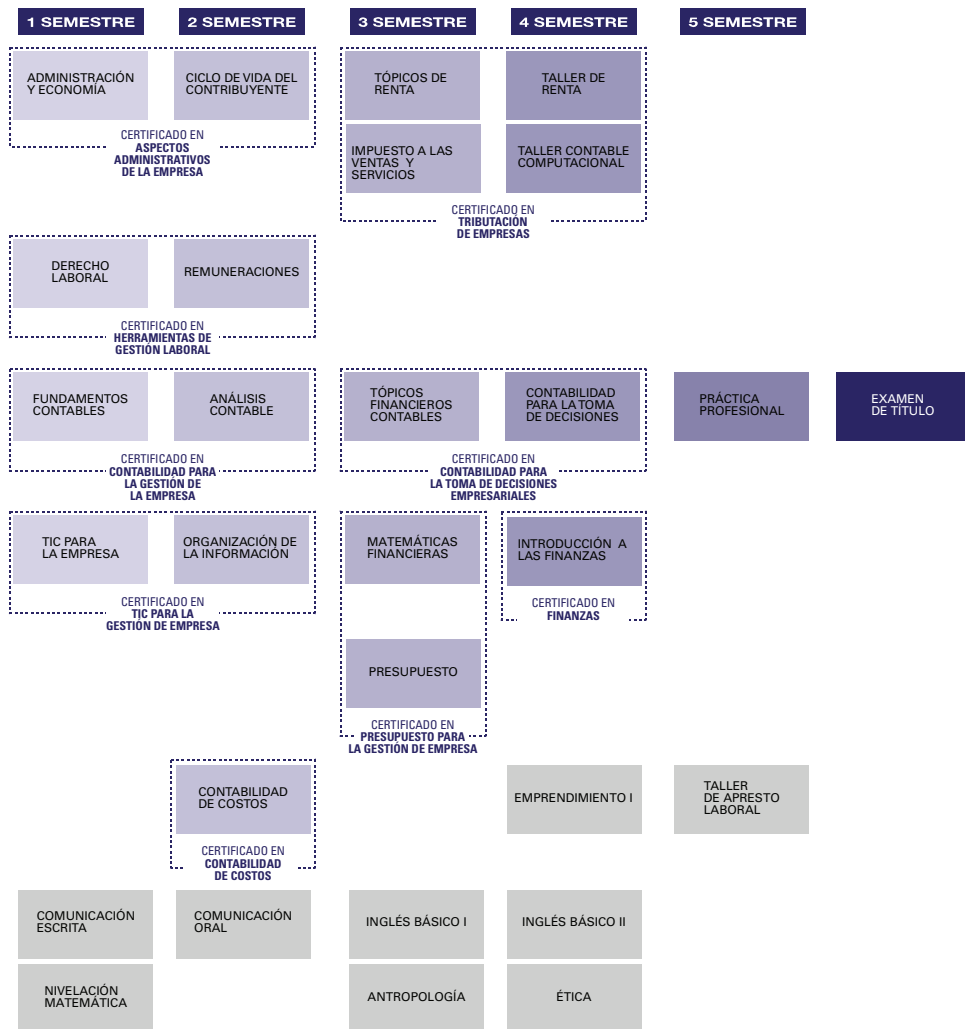 1 SEMESTRE
2 SEMESTRE
3 SEMESTRE
4 SEMESTRE
5 SEMESTRE
ADMINISTRACIÓN
Y ECONOMÍA
CICLO DE VIDA DEL
CONTRIBUYENTE
CERTIFICADO EN
ASPECTOS
ADMINISTRATIVOS
DE LA EMPRESA
TÓPICOS DE
RENTA
TALLER DE
RENTA
IMPUESTO A LAS
VENTAS Y
SERVICIOS
TALLER CONTABLE
COMPUTACIONAL
CERTIFICADO EN
TRIBUTACIÓN
DE EMPRESAS
DERECHO
LABORAL
REMUNERACIONES
CERTIFICADO EN
HERRAMIENTAS DE
GESTIÓN LABORAL
FUNDAMENTOS
CONTABLES
ANÁLISIS
CONTABLE
CERTIFICADO EN
CONTABILIDAD PARA
LA GESTIÓN DE
LA EMPRESA
TÓPICOS
FINANCIEROS
CONTABLES
CONTABILIDAD
PARA LA TOMA
DE DECISIONES
CERTIFICADO EN
CONTABILIDAD PARA
LA TOMA DE DECISIONES
EMPRESARIALES
PRÁCTICA
PROFESIONAL
EXAMEN
DE TÍTULO
TIC PARA
LA EMPRESA
ORGANIZACIÓN DE
LA INFORMACIÓN
CERTIFICADO EN
TIC PARA LA
GESTIÓN DE EMPRESA
MATEMÁTICAS
FINANCIERAS
INTRODUCCIÓN A
LAS FINANZAS
CERTIFICADO EN
FINANZAS
PRESUPUESTO
CERTIFICADO EN
PRESUPUESTO PARA
LA GESTIÓN DE EMPRESA
CONTABILIDAD
DE COSTOS
CERTIFICADO EN
CONTABILIDAD
DE COSTOS
EMPRENDIMIENTO I
TALLER
DE APRESTO
LABORAL
COMUNICACIÓN
ESCRITA
COMUNICACIÓN
ORAL
INGLÉS BÁSICO I
INGLÉS BÁSICO II
NIVELACIÓN
MATEMÁTICA
ANTROPOLOGÍA
ÉTICA